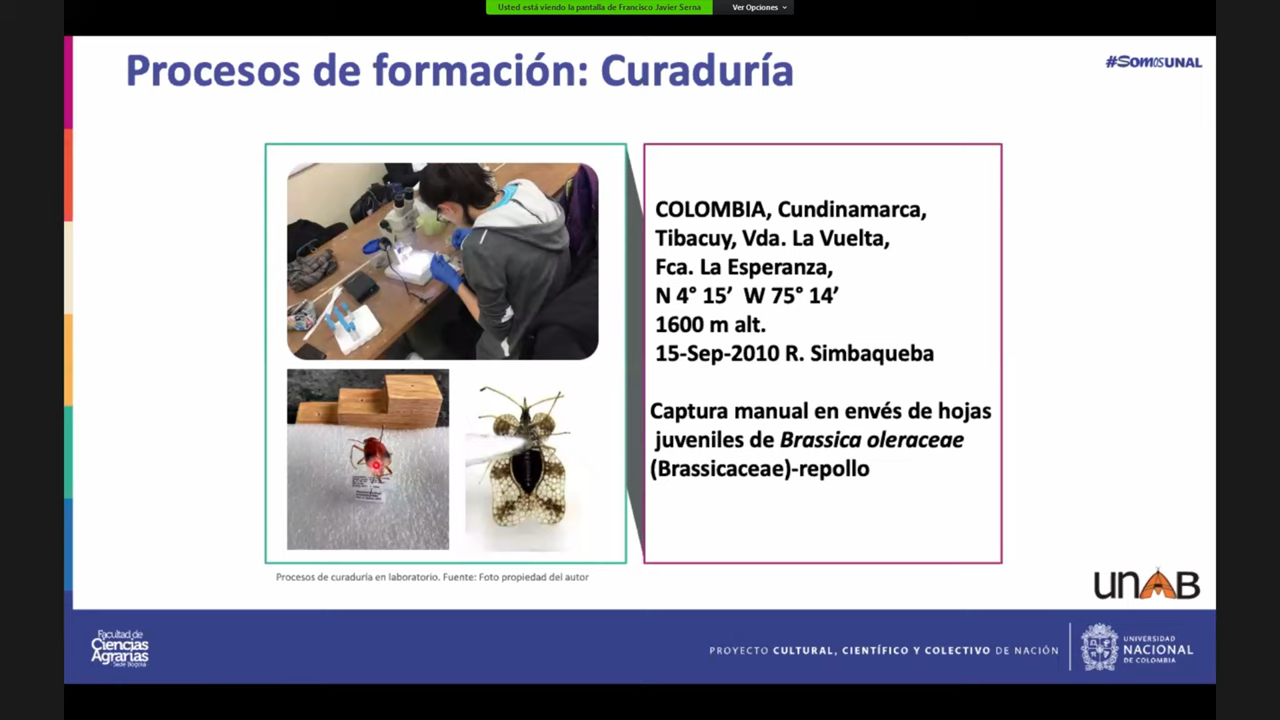 Usted está viendo la pantalla de Francisco Javier Serna
Ver Opciones
Procesos de formación: Curaduría
#SomosUNAL
COLOMBIA, Cundinamarca,
Tibacuy, Vda. La Vuelta,
Fca. La Esperanza,
N 4° 15’ W 75° 14’
1600 m alt.
15-Sep-2010 R. Simbaqueba
Captura manual en envés de hojas
juveniles de Brassica oleraceae
(Brassicaceae)-repollo
Procesos de curaduría en laboratorio. Fuente: Foto propiedad del autor
UNAB
Facultad de
Ciencias
Agrarias
Sede Bogotá
PROYECTO CULTURAL, CIENTÍFICO Y COLECTIVO DE NACIÓN
UNIVERSIDAD
NACIONAL
DE COLOMBIA